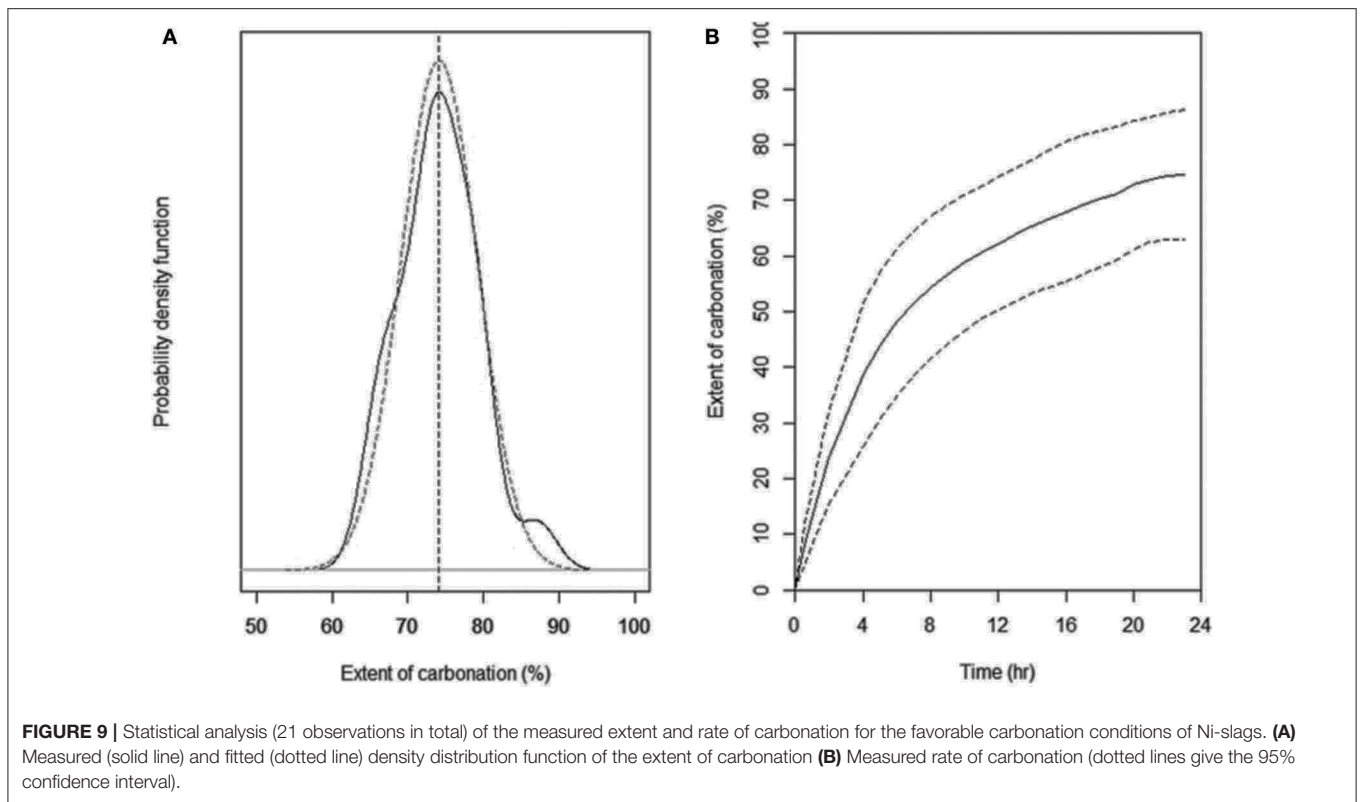 A
Probability density function
50 60 70 80 90 100
Extent of carbonation (%)
B
Extent of carbonation (%)
0 10 20 30 40 50 60 70 80 90 100
0 4 8 12 16 20 24
Time (hr)
FIGURE 9 | Statistical analysis (21 observations in total) of the measured extent and rate of carbonation for the favorable carbonation conditions of Ni-slags. (A)
Measured (solid line) and fitted (dotted line) density distribution function of the extent of carbonation (B) Measured rate of carbonation (dotted lines give the 95%
confidence interval).